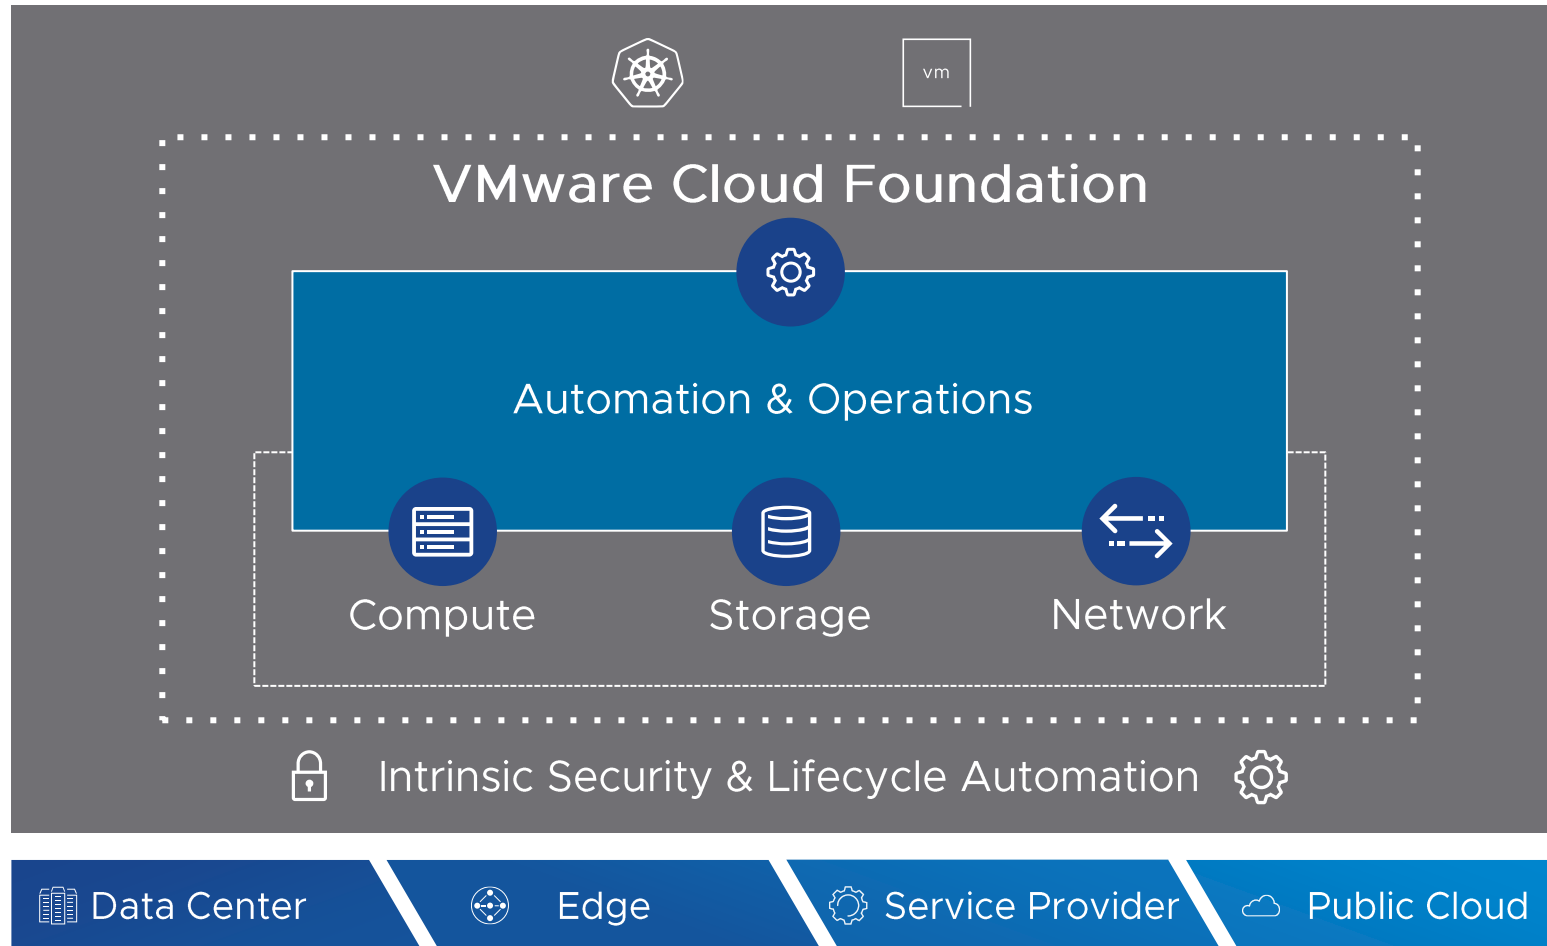 vm
VMware Cloud Foundation
Automation & Operations
Compute
Storage
Network
Intrinsic Security & Lifecycle Automation
Data Center
Edge
Service Provider
Public Cloud